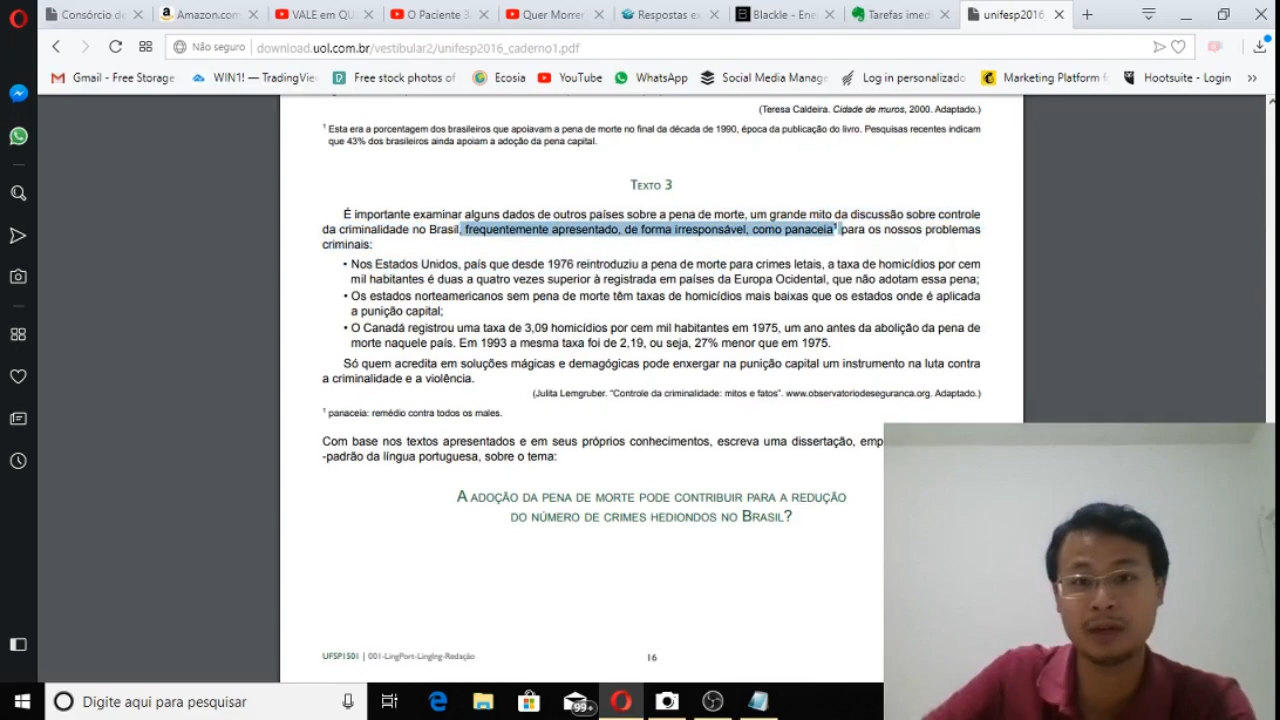 Consórcio de
Amazon.com
VALE em QU
O Paciente 3
Quer Morrer
Respostas e
Blackle - Ene
Tarefas imed
unifesp2016_
Não seguro
download.uol.com.br/vestibular2/unifesp2016_caderno1.pdf
Gmail - Free Storage
WIN1! — TradingVi
Free stock photos of
Ecosia
YouTube
WhatsApp
Social Media Manag
Log in personalizado
Marketing Platform f
Hootsuite - Login
(Teresa Caldeira. Cidade de muros, 2000. Adaptado.)
1 Esta era a porcentagem dos brasileiros que apoiavam a pena de morte no final da década de 1990, época da publicação do livro. Pesquisas recentes indicam
que 43% dos brasileiros ainda apoiam a adoção da pena capital.
Texto 3
É importante examinar alguns dados de outros países sobre a pena de morte, um grande mito da discussão sobre controle
da criminalidade no Brasil, frequentemente apresentado, de forma irresponsável, como panaceia1 para os nossos problemas
criminais:
• Nos Estados Unidos, país que desde 1976 reintroduziu a pena de morte para crimes letais, a taxa de homicídios por cem
mil habitantes é duas a quatro vezes superior à registrada em países da Europa Ocidental, que não adotam essa pena;
• Os estados norteamericanos sem pena de morte têm taxas de homicídios mais baixas que os estados onde é aplicada
a punição capital;
• O Canadá registrou uma taxa de 3,09 homicídios por cem mil habitantes em 1975, um ano antes da abolição da pena de
morte naquele país. Em 1993 a mesma taxa foi de 2,19, ou seja, 27% menor que em 1975.
Só quem acredita em soluções mágicas e demagógicas pode enxergar na punição capital um instrumento na luta contra
a criminalidade e a violência.
(Julita Lemgruber. "Controle da criminalidade: mitos e fatos". www.observatoriodeseguranca.org. Adaptado.)
1 panaceia: remédio contra todos os males.
Com base nos textos apresentados e em seus próprios conhecimentos, escreva uma dissertação, emp
-padrão da língua portuguesa, sobre o tema:
A adoção da pena de morte pode contribuir para a redução
do número de crimes hediondos no Brasil?
UFSP1501 | 001-LingPort-LingIng-Redação
16
Digite aqui para pesquisar
99+